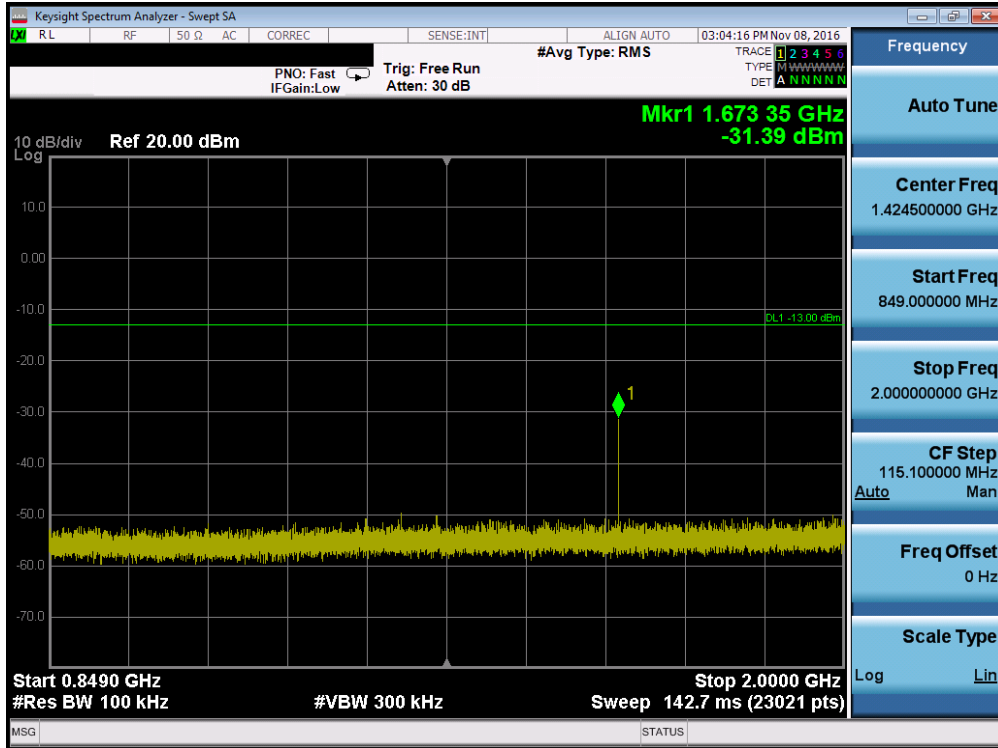 Keysight Spectrum Analyzer - Swept SA
LXI RL RF 50 Ω AC CORREC SENSE:INT ALIGN AUTO 03:04:16 PM Nov 08, 2016
#Avg Type: RMS TRACE 1 2 3 4 5 6
PNO: Fast Trig: Free Run TYPE M WWWWW
IFGain:Low Atten: 30 dB DET A NNNNN
Mkr1 1.673 35 GHz
-31.39 dBm
10 dB/div Ref 20.00 dBm
Log
10.0
0.00
-10.0
DL1 -13.00 dBm
-20.0
1
-30.0
-40.0
-50.0
-60.0
-70.0
Start 0.8490 GHz Stop 2.0000 GHz
#Res BW 100 kHz #VBW 300 kHz Sweep 142.7 ms (23021 pts)
MSG STATUS
Frequency
Auto Tune
Center Freq
1.424500000 GHz
Start Freq
849.000000 MHz
Stop Freq
2.000000000 GHz
CF Step
115.100000 MHz
Auto Man
Freq Offset
0 Hz
Scale Type
Log Lin